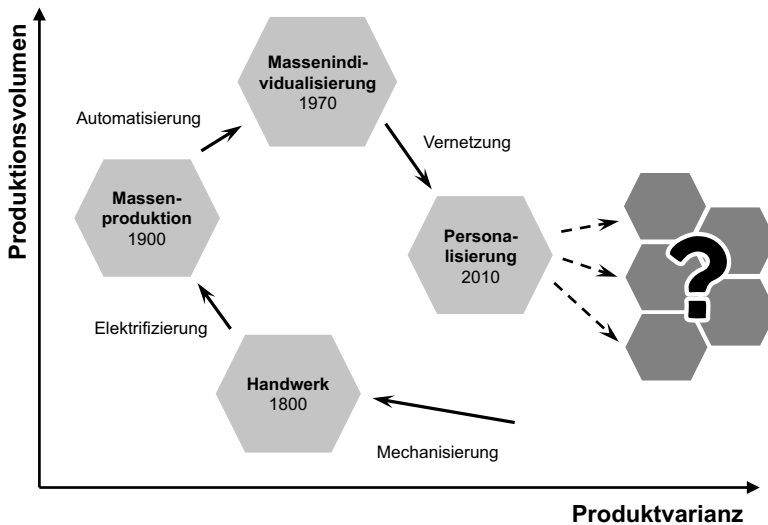 Produktionsvolumen
Massenindi-
vidualisierung
1970
Automatisierung
Vernetzung
Massen-
produktion
1900
Persona-
lisierung
2010
?
Elektrifizierung
Handwerk
1800
Mechanisierung
Produktvarianz